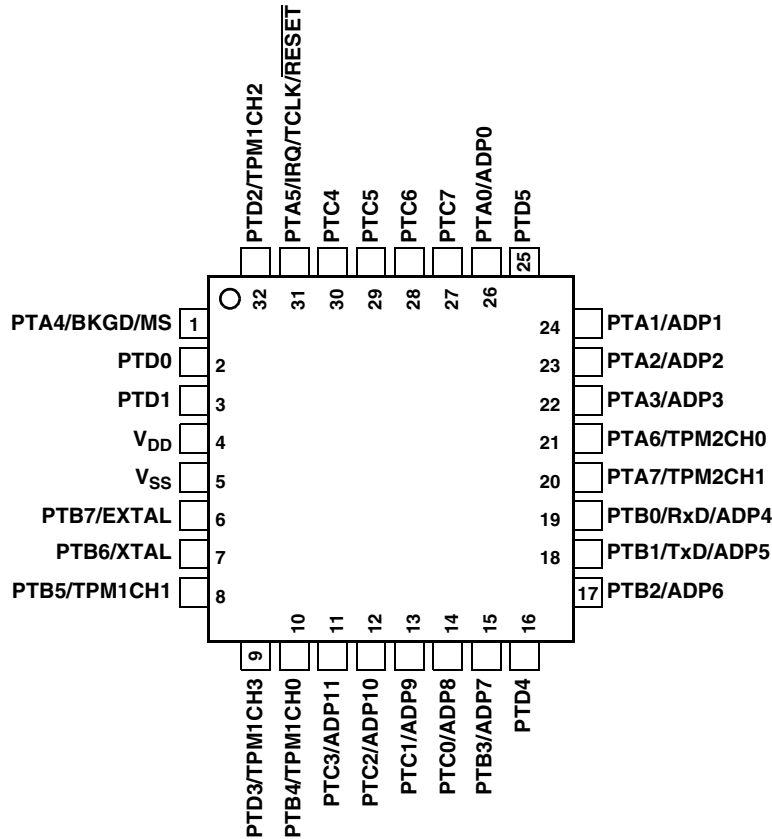 PTD2/TPM1CH2
PTA5/IRQ/TCLK/RESET
PTC4
PTC5
PTC6
PTC7
PTA0/ADP0
PTD5
32
31
30
29
28
27
26
25
PTA4/BKGD/MS 1
PTD0 2
PTD1 3
VDD 4
VSS 5
PTB7/EXTAL 6
PTB6/XTAL 7
PTB5/TPM1CH1 8
24 PTA1/ADP1
23 PTA2/ADP2
22 PTA3/ADP3
21 PTA6/TPM2CH0
20 PTA7/TPM2CH1
19 PTB0/RxD/ADP4
18 PTB1/TxD/ADP5
17 PTB2/ADP6
9
10
11
12
13
14
15
16
PTD3/TPM1CH3
PTB4/TPM1CH0
PTC3/ADP11
PTC2/ADP10
PTC1/ADP9
PTC0/ADP8
PTB3/ADP7
PTD4